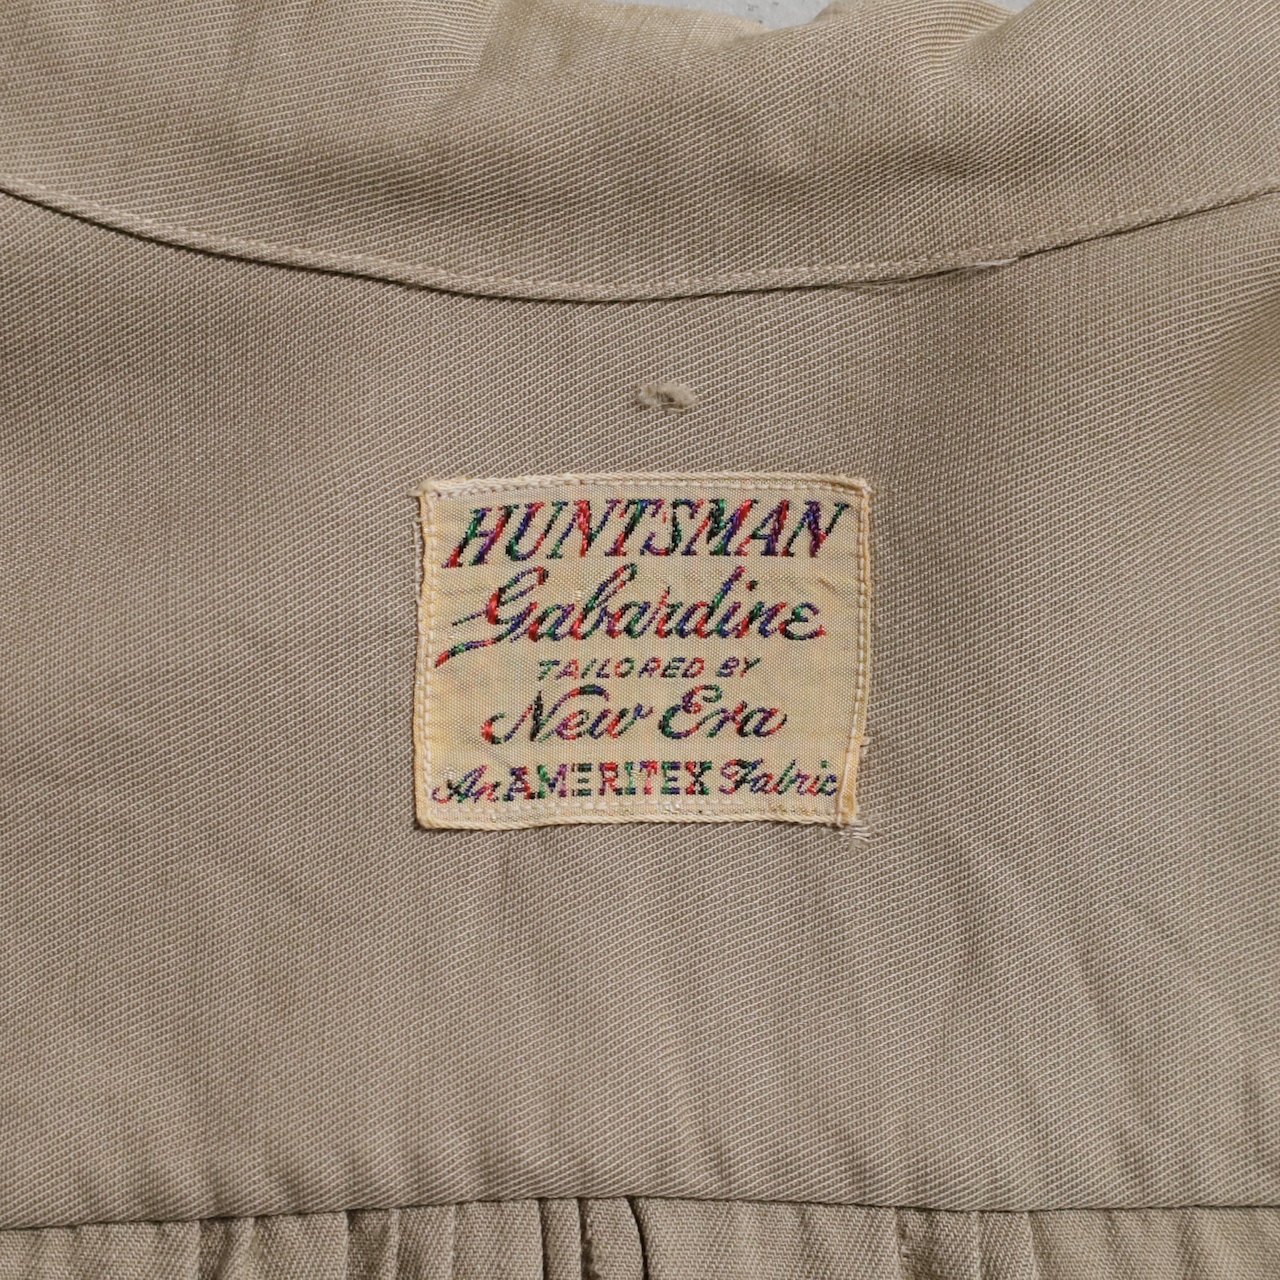 HUNTSMAN
Gabardine
TAILORED BY
New Era
An AMERITEX Fabric